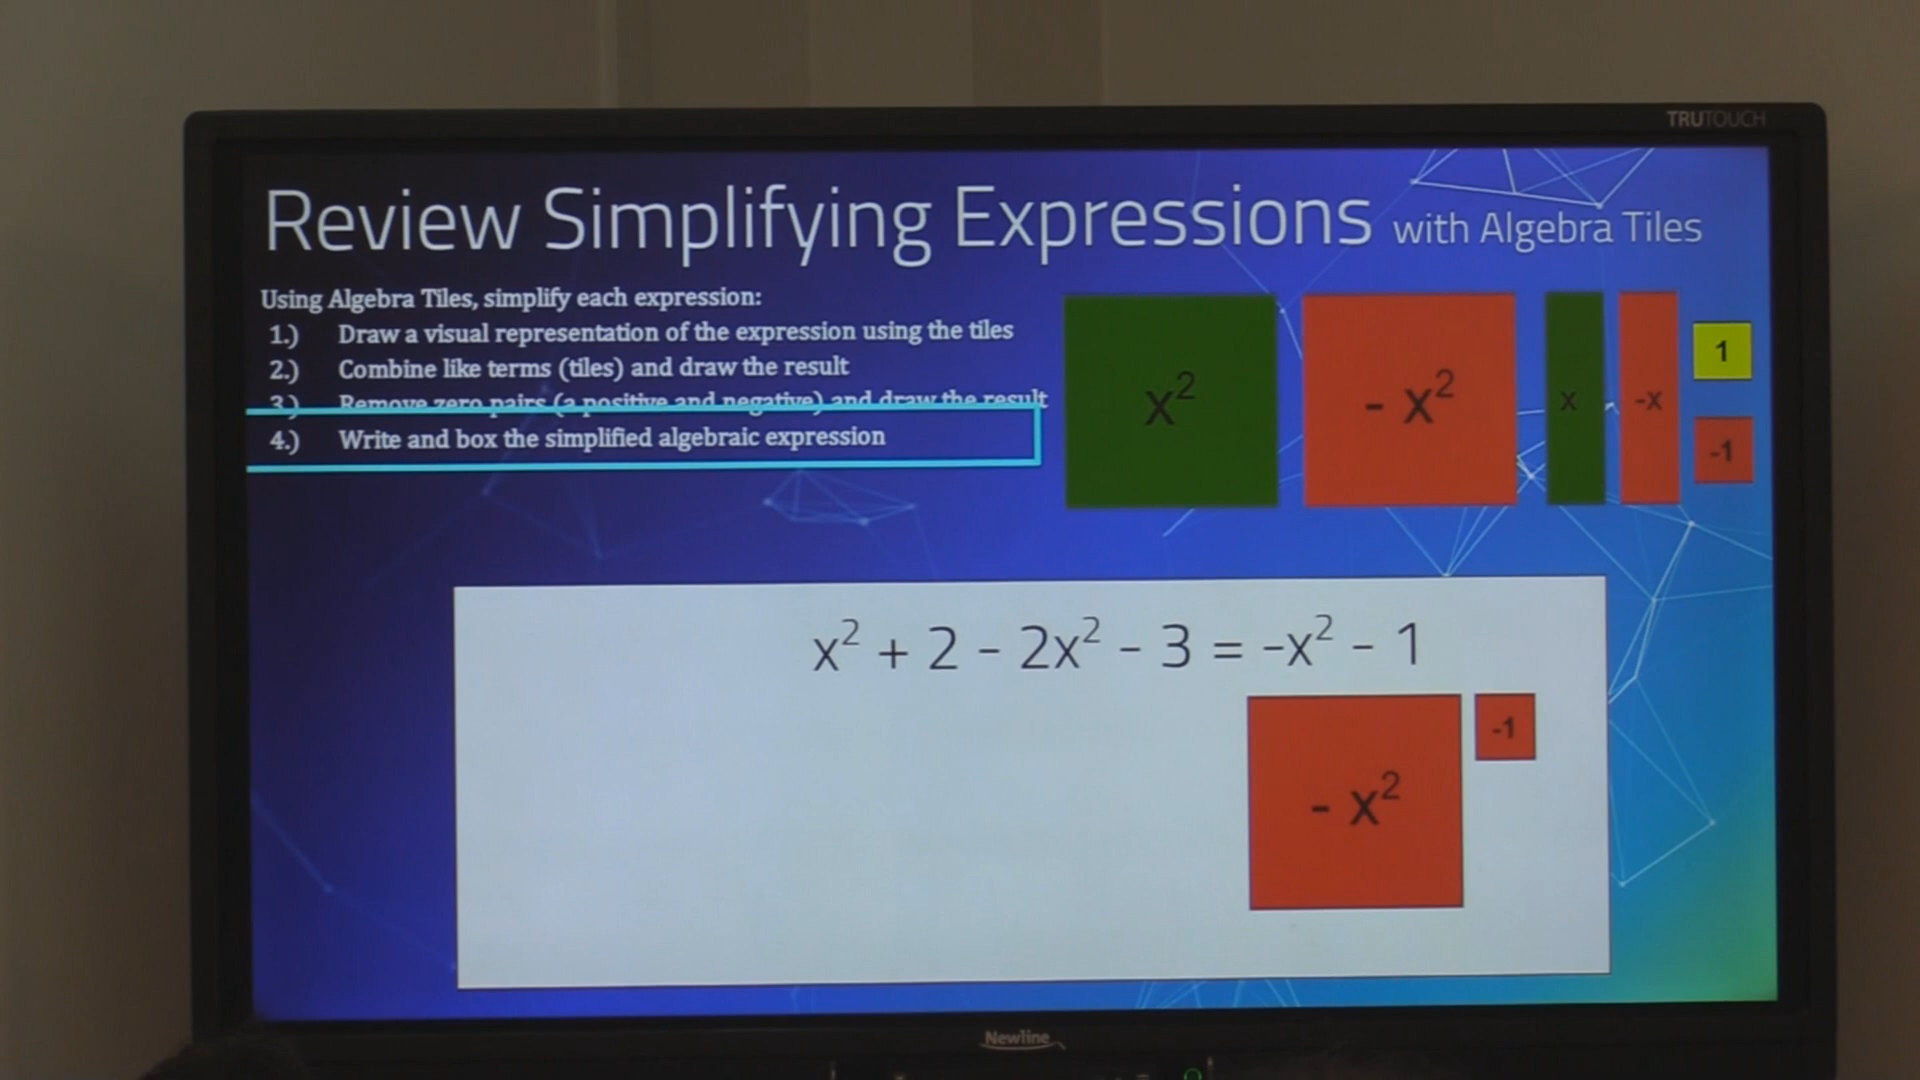 TRUTOUCH
Review Simplifying Expressions with Algebra Tiles
Using Algebra Tiles, simplify each expression:
1.) Draw a visual representation of the expression using the tiles
2.) Combine like terms (tiles) and draw the result
3.) Remove zero pairs (a positive and negative) and draw the result
4.) Write and box the simplified algebraic expression
x² - x² x -x 1
-1
x² + 2 - 2x² - 3 = -x² - 1
- x² -1
Newline